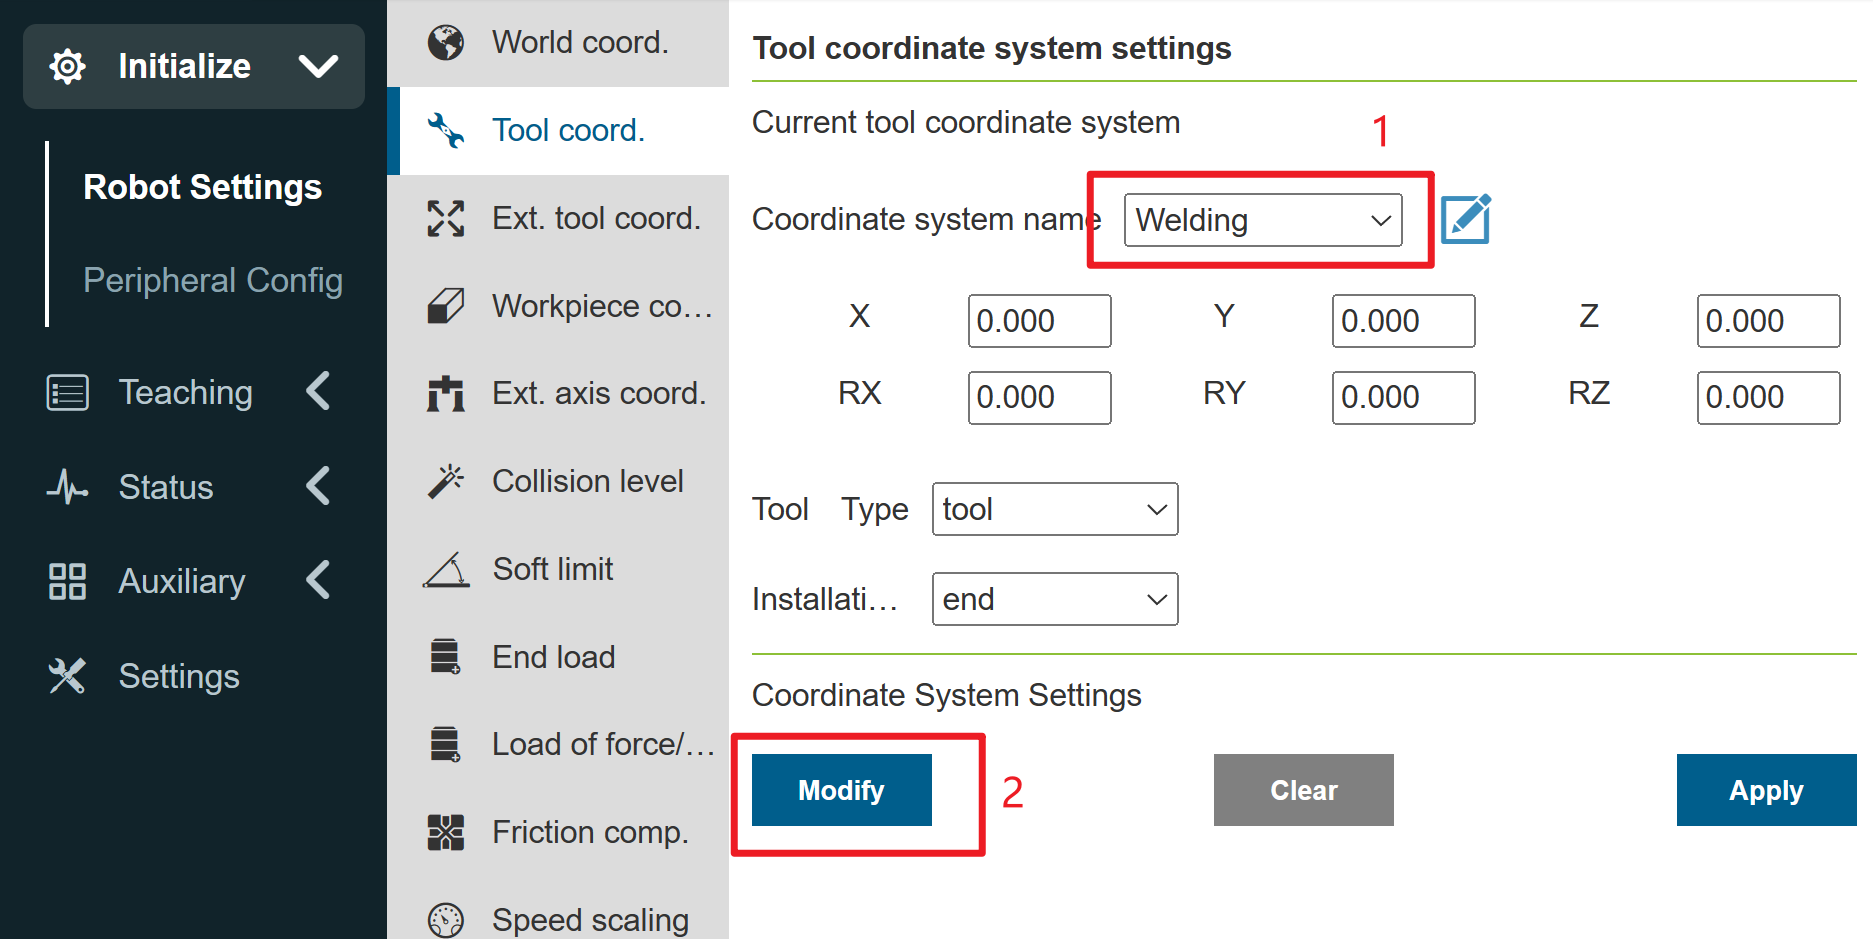 Initialize
Robot Settings
Peripheral Config
Teaching
Status
Auxiliary
Settings
World coord.
Tool coord.
Ext. tool coord.
Workpiece co…
Ext. axis coord.
Collision level
Soft limit
End load
Load of force/…
Friction comp.
Speed scaling
Tool coordinate system settings
Current tool coordinate system
1
Coordinate system name Welding
X 0.000 Y 0.000 Z 0.000
RX 0.000 RY 0.000 RZ 0.000
Tool Type tool
Installati… end
Coordinate System Settings
Modify 2 Clear Apply